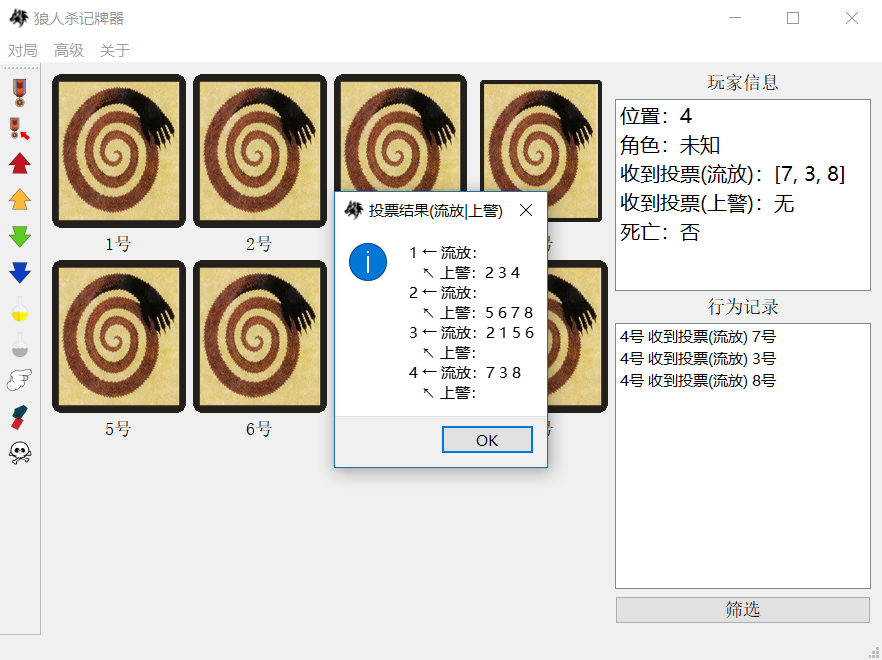 狼人杀记牌器
对局 高级 关于
1号
2号
号
5号
6号
号
投票结果(流放|上警)
1 ← 流放:
↖ 上警: 2 3 4
2 ← 流放:
↖ 上警: 5 6 7 8
3 ← 流放: 2 1 5 6
↖ 上警:
4 ← 流放: 7 3 8
↖ 上警:
OK
玩家信息
位置: 4
角色: 未知
收到投票(流放): [7, 3, 8]
收到投票(上警): 无
死亡: 否
行为记录
4号 收到投票(流放) 7号
4号 收到投票(流放) 3号
4号 收到投票(流放) 8号
筛选